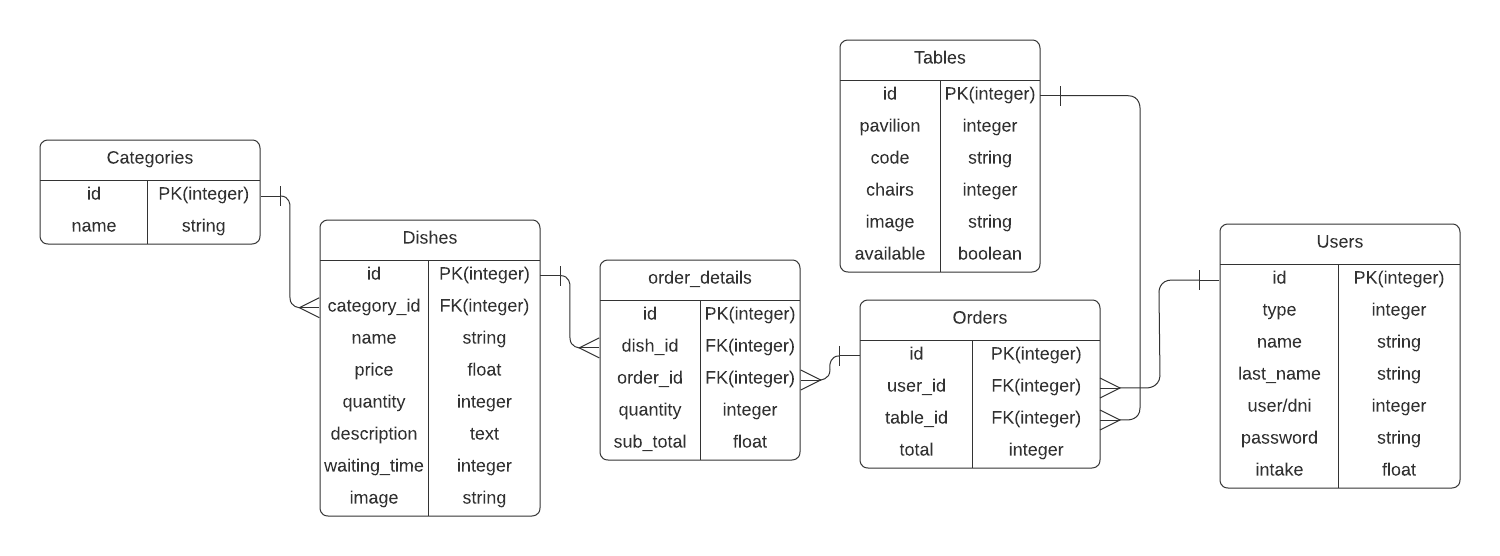 Categories
id PK(integer)
name string
Dishes
id PK(integer)
category_id FK(integer)
name string
price float
quantity integer
description text
waiting_time integer
image string
order_details
id PK(integer)
dish_id FK(integer)
order_id FK(integer)
quantity integer
sub_total float
Tables
id PK(integer)
pavilion integer
code string
chairs integer
image string
available boolean
Orders
id PK(integer)
user_id FK(integer)
table_id FK(integer)
total integer
Users
id PK(integer)
type integer
name string
last_name string
user/dni integer
password string
intake float